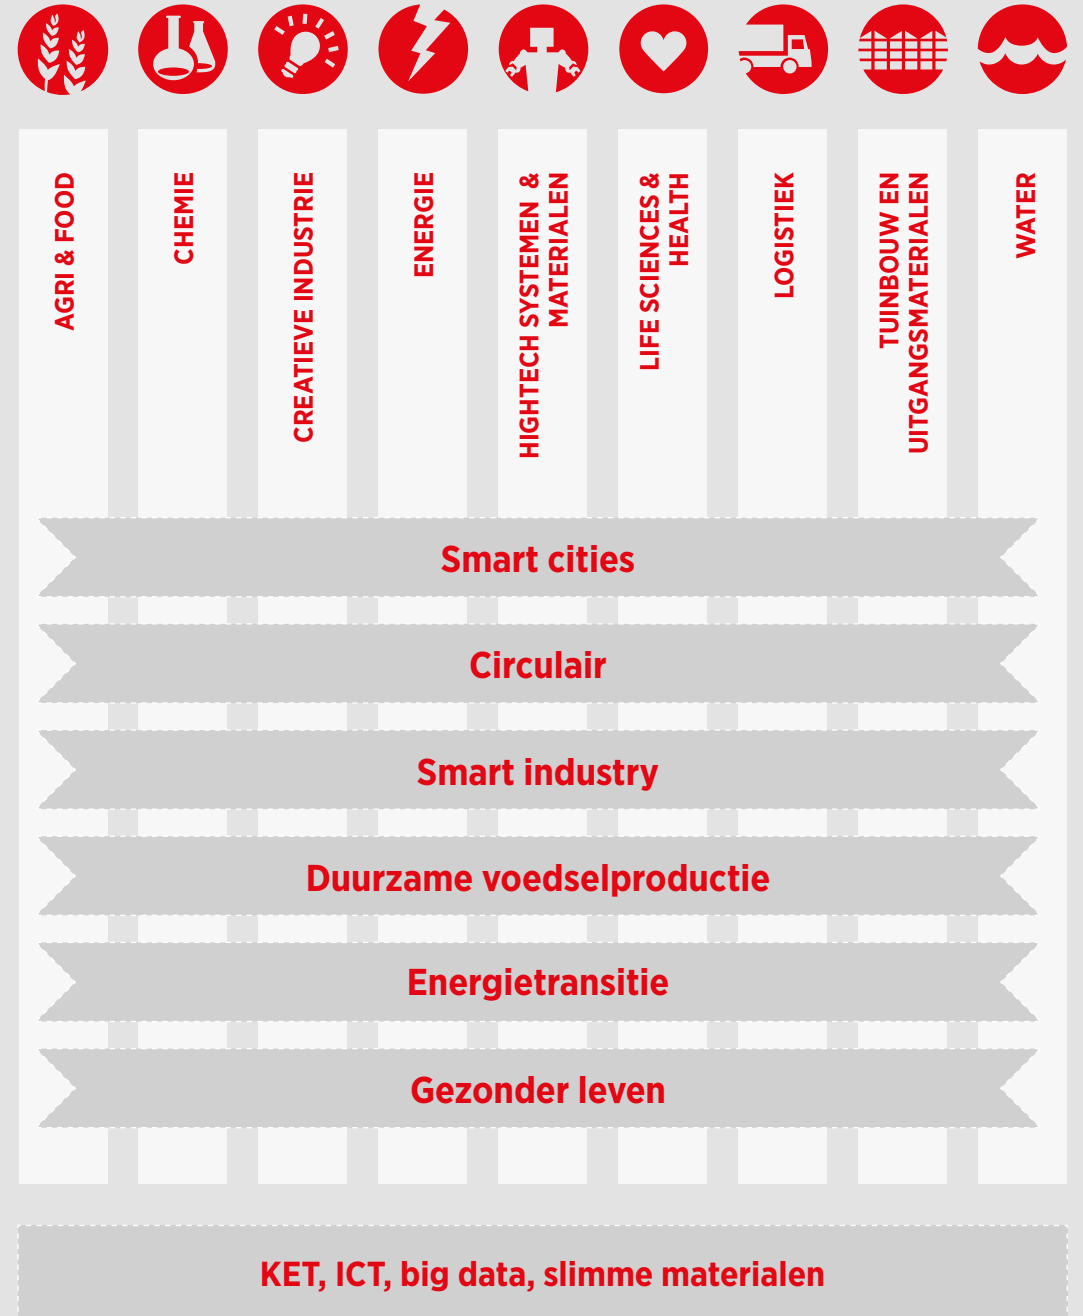 AGRI & FOOD
CHEMIE
CREATIEVE INDUSTRIE
ENERGIE
HIGHTECH SYSTEMEN &
MATERIALEN
LIFE SCIENCES &
HEALTH
LOGISTIEK
TUINBOUW EN
UITGANGSMATERIALEN
WATER
Smart cities
Circulair
Smart industry
Duurzame voedselproductie
Energietransitie
Gezonder leven
KET, ICT, big data, slimme materialen